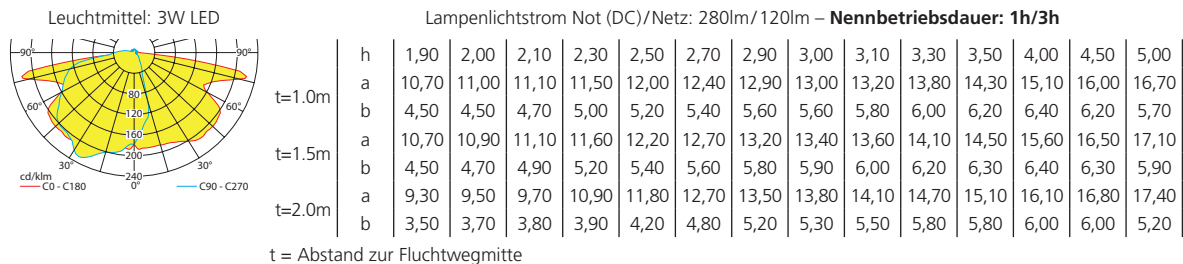 Leuchtmittel: 3W LED
Lampenlichtstrom Not (DC)/Netz: 280lm/120lm – Nennbetriebsdauer: 1h/3h
90° 90°
60° 60°
30° 30°
80
120
160
200
240
0°
cd/klm
C0 - C180
C90 - C270
h 1,90 2,00 2,10 2,30 2,50 2,70 2,90 3,00 3,10 3,30 3,50 4,00 4,50 5,00
t=1.0m a 10,70 11,00 11,10 11,50 12,00 12,40 12,90 13,00 13,20 13,80 14,30 15,10 16,00 16,70
b 4,50 4,50 4,70 5,00 5,20 5,40 5,60 5,60 5,80 6,00 6,20 6,40 6,20 5,70
t=1.5m a 10,70 10,90 11,10 11,60 12,20 12,70 13,20 13,40 13,60 14,10 14,50 15,60 16,50 17,10
b 4,50 4,70 4,90 5,20 5,40 5,60 5,80 5,90 6,00 6,20 6,30 6,40 6,30 5,90
t=2.0m a 9,30 9,50 9,70 10,90 11,80 12,70 13,50 13,80 14,10 14,70 15,10 16,10 16,80 17,40
b 3,50 3,70 3,80 3,90 4,20 4,80 5,20 5,30 5,50 5,80 5,80 6,00 6,00 5,20
t = Abstand zur Fluchtwegmitte